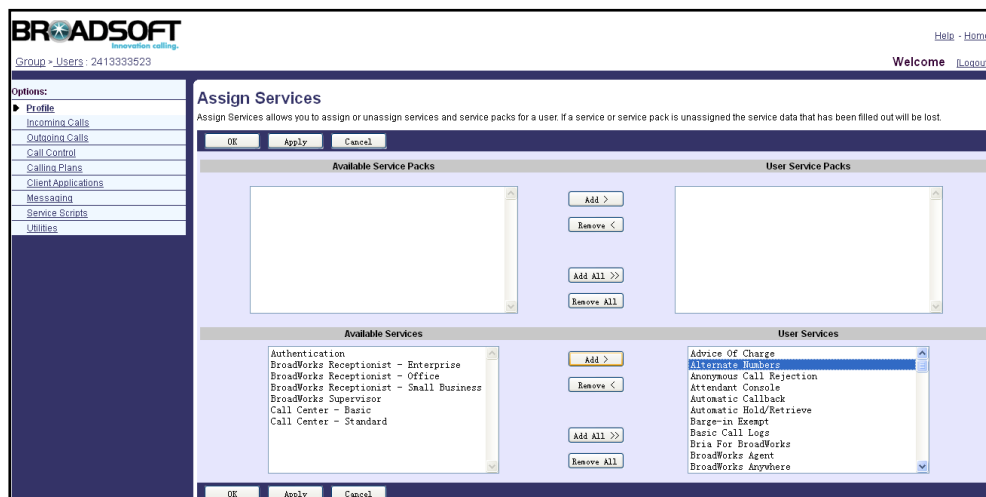 BROADSOFT
Innovation calling.
Help - Home
Group > Users : 2413333523
Welcome [Logout
Options:
Profile
Incoming Calls
Outgoing Calls
Call Control
Calling Plans
Client Applications
Messaging
Service Scripts
Utilities
Assign Services
Assign Services allows you to assign or unassign services and service packs for a user. If a service or service pack is unassigned the service data that has been filled out will be lost.
OK Apply Cancel
Available Service Packs User Service Packs
Add >
Remove <
Add All >>
Remove All
Available Services User Services
Authentication
BroadWorks Receptionist - Enterprise
BroadWorks Receptionist - Office
BroadWorks Receptionist - Small Business
BroadWorks Supervisor
Call Center - Basic
Call Center - Standard
Add >
Remove <
Add All >>
Remove All
Advice Of Charge
Alternate Numbers
Anonymous Call Rejection
Attendant Console
Automatic Callback
Automatic Hold/Retrieve
Barge-in Exempt
Basic Call Logs
Bria For BroadWorks
BroadWorks Agent
BroadWorks Anywhere
OK Apply Cancel